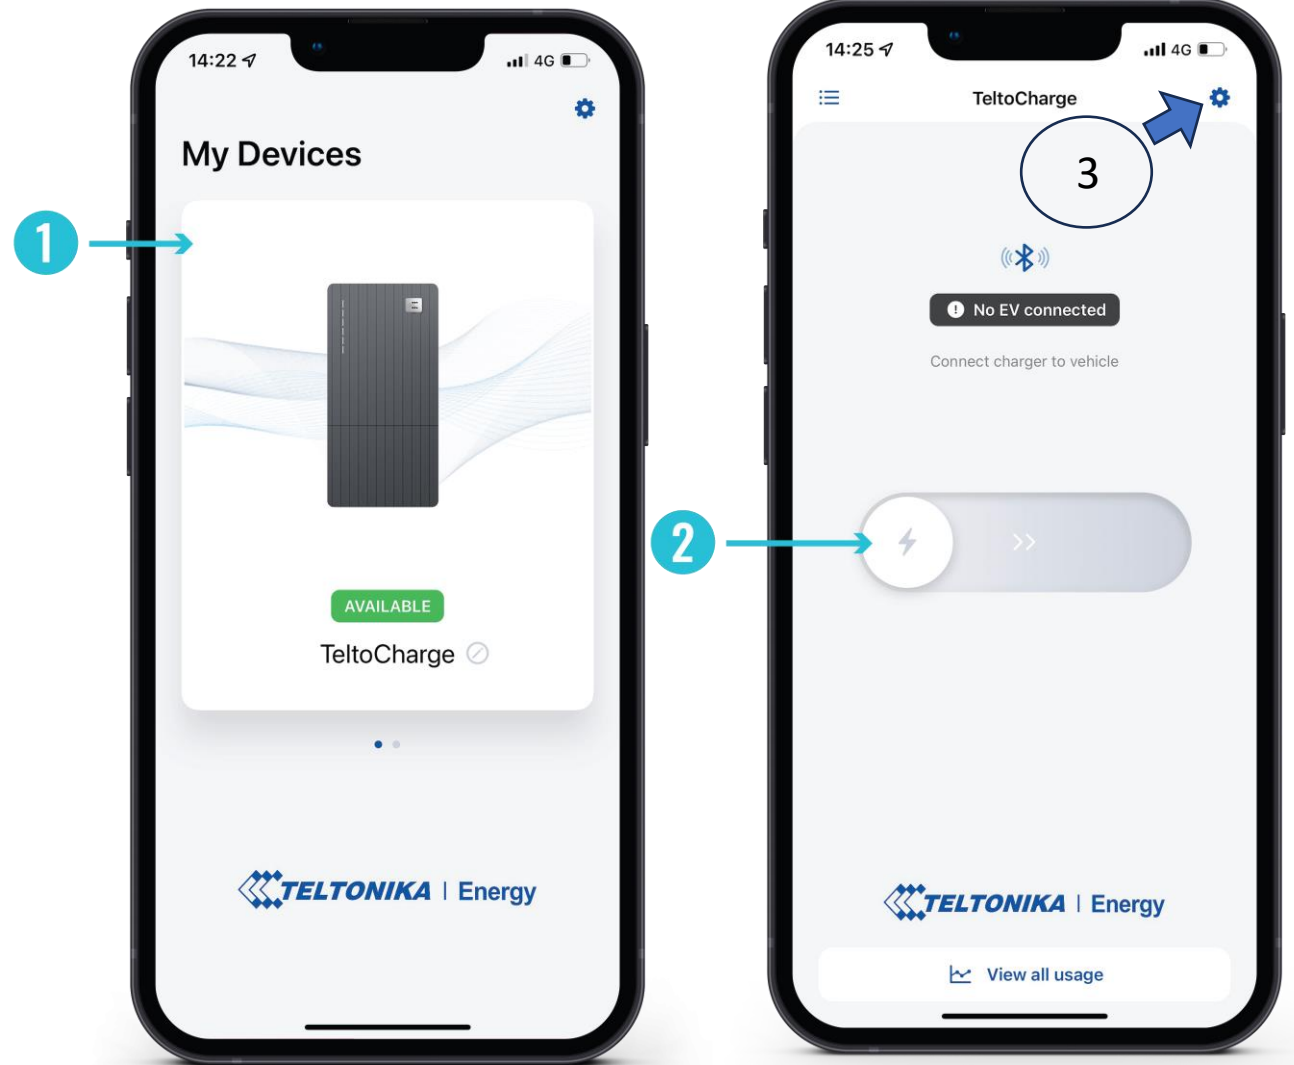 14:22
4G
My Devices
1
AVAILABLE
TeltoCharge
TELTONIKA | Energy
14:25
4G
TeltoCharge
3
No EV connected
Connect charger to vehicle
2
TELTONIKA | Energy
View all usage